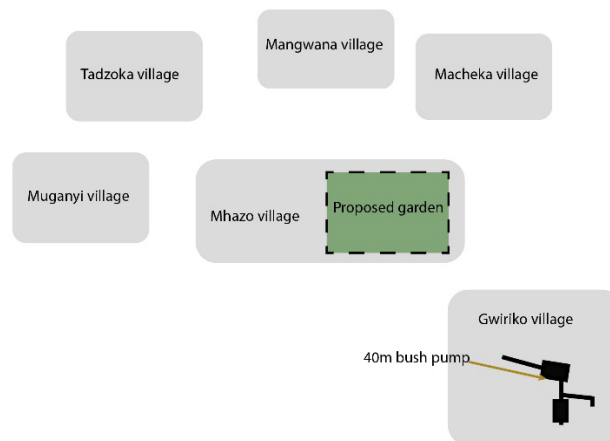 Mangwana village
Tadzoka village
Macheka village
Muganyi village
Mhazo village
Proposed garden
Gwiriko village
40m bush pump